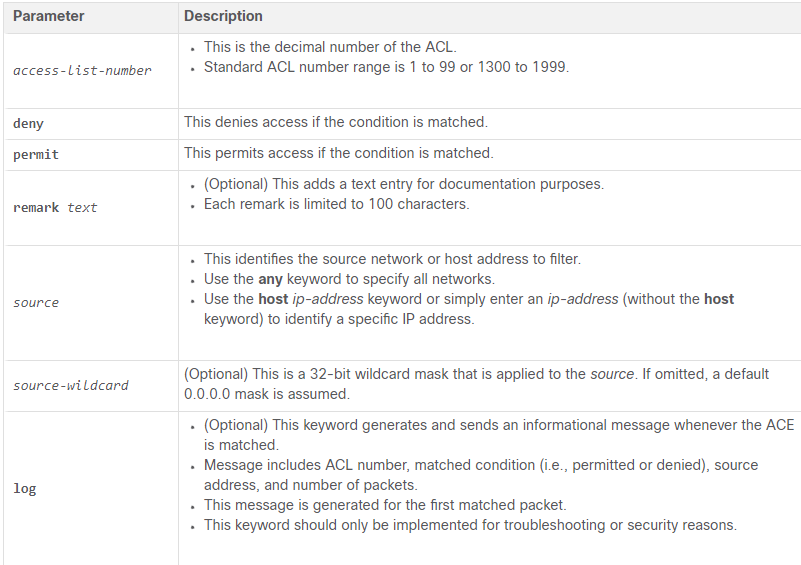 Parameter Description
This is the decimal number of the ACL.
access-list-number
Standard ACL number range is 1 to 99 or 1300 to 1999.
deny This denies access if the condition is matched.
permit This permits access if the condition is matched.
(Optional) This adds a text entry for documentation purposes.
remark text
Each remark is limited to 100 characters.
This identifies the source network or host address to filter.
Use the any keyword to specify all networks.
source
Use the host ip-address keyword or simply enter an ip-address (without the host
keyword) to identify a specific IP address.
source-wildcard
(Optional) This is a 32-bit wildcard mask that is applied to the source. If omitted, a default
0.0.0.0 mask is assumed.
log
(Optional) This keyword generates and sends an informational message whenever the ACE
is matched.
Message includes ACL number, matched condition (i.e., permitted or denied), source
address, and number of packets.
This message is generated for the first matched packet.
This keyword should only be implemented for troubleshooting or security reasons.